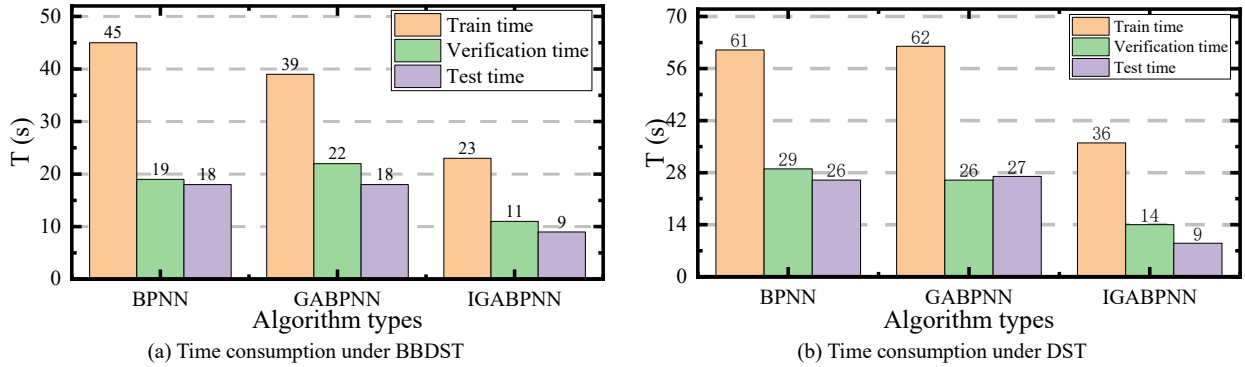 50
40
30
20
10
0
T (s)
45
19
18
39
22
18
23
11
9
Train time
Verification time
Test time
BPNN
GABPNN
IGABPNN
Algorithm types
(a) Time consumption under BBDST
70
56
42
28
14
0
T (s)
61
29
26
62
26
27
36
14
9
Train time
Verification time
Test time
BPNN
GABPNN
IGABPNN
Algorithm types
(b) Time consumption under DST